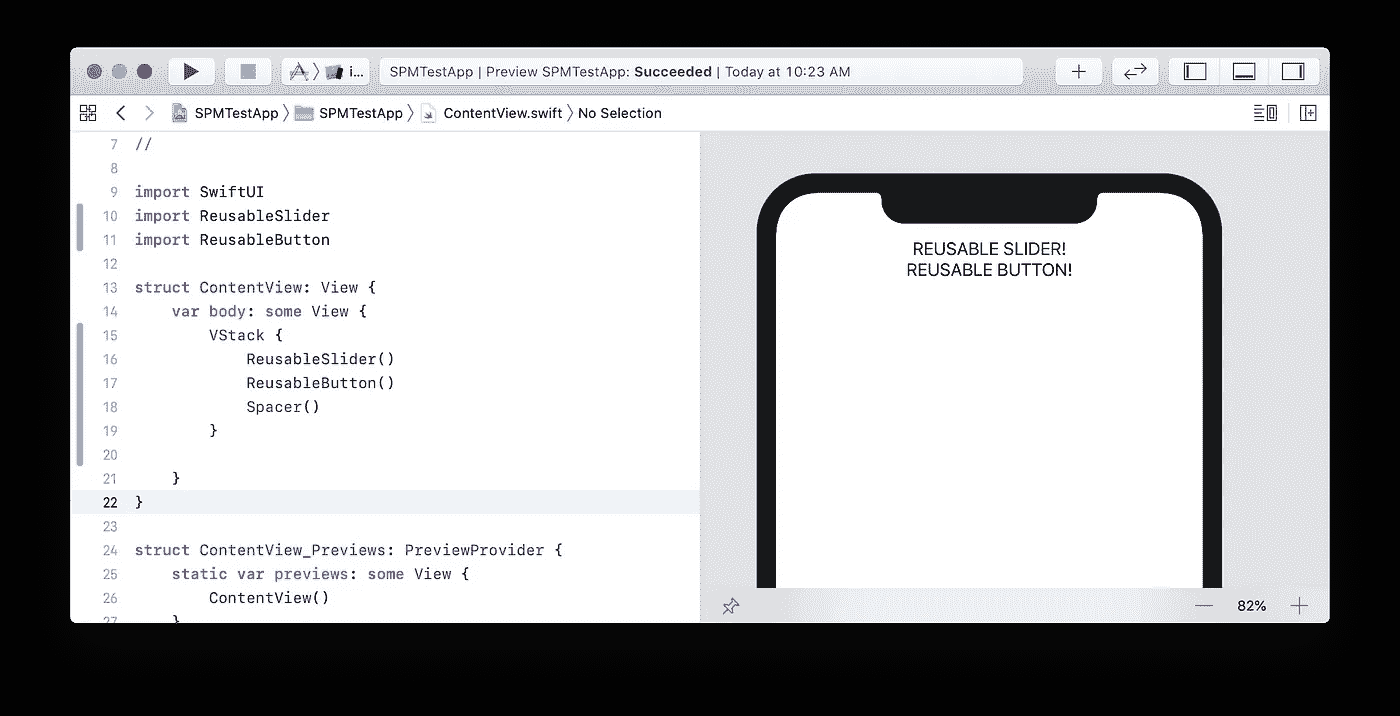 i...
SPMTestApp | Preview SPMTestApp: Succeeded | Today at 10:23 AM
SPMTestApp 〉 SPMTestApp 〉 ContentView.swift 〉 No Selection
7 //
8
9 import SwiftUI
10 import ReusableSlider
11 import ReusableButton
12
13 struct ContentView: View {
14 var body: some View {
15 VStack {
16 ReusableSlider()
17 ReusableButton()
18 Spacer()
19 }
20
21 }
22 }
23
24 struct ContentView_Previews: PreviewProvider {
25 static var previews: some View {
26 ContentView()
27 }
REUSABLE SLIDER!
REUSABLE BUTTON!
82%